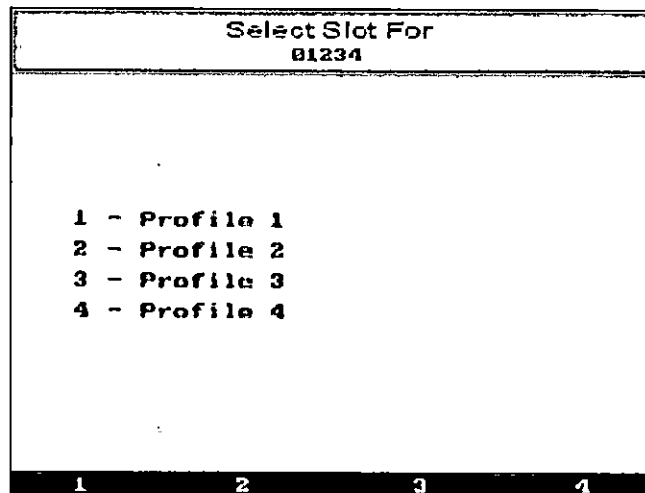 Select Slot For
01234
1 - Profile 1
2 - Profile 2
3 - Profile 3
4 - Profile 4
1 2 3 4